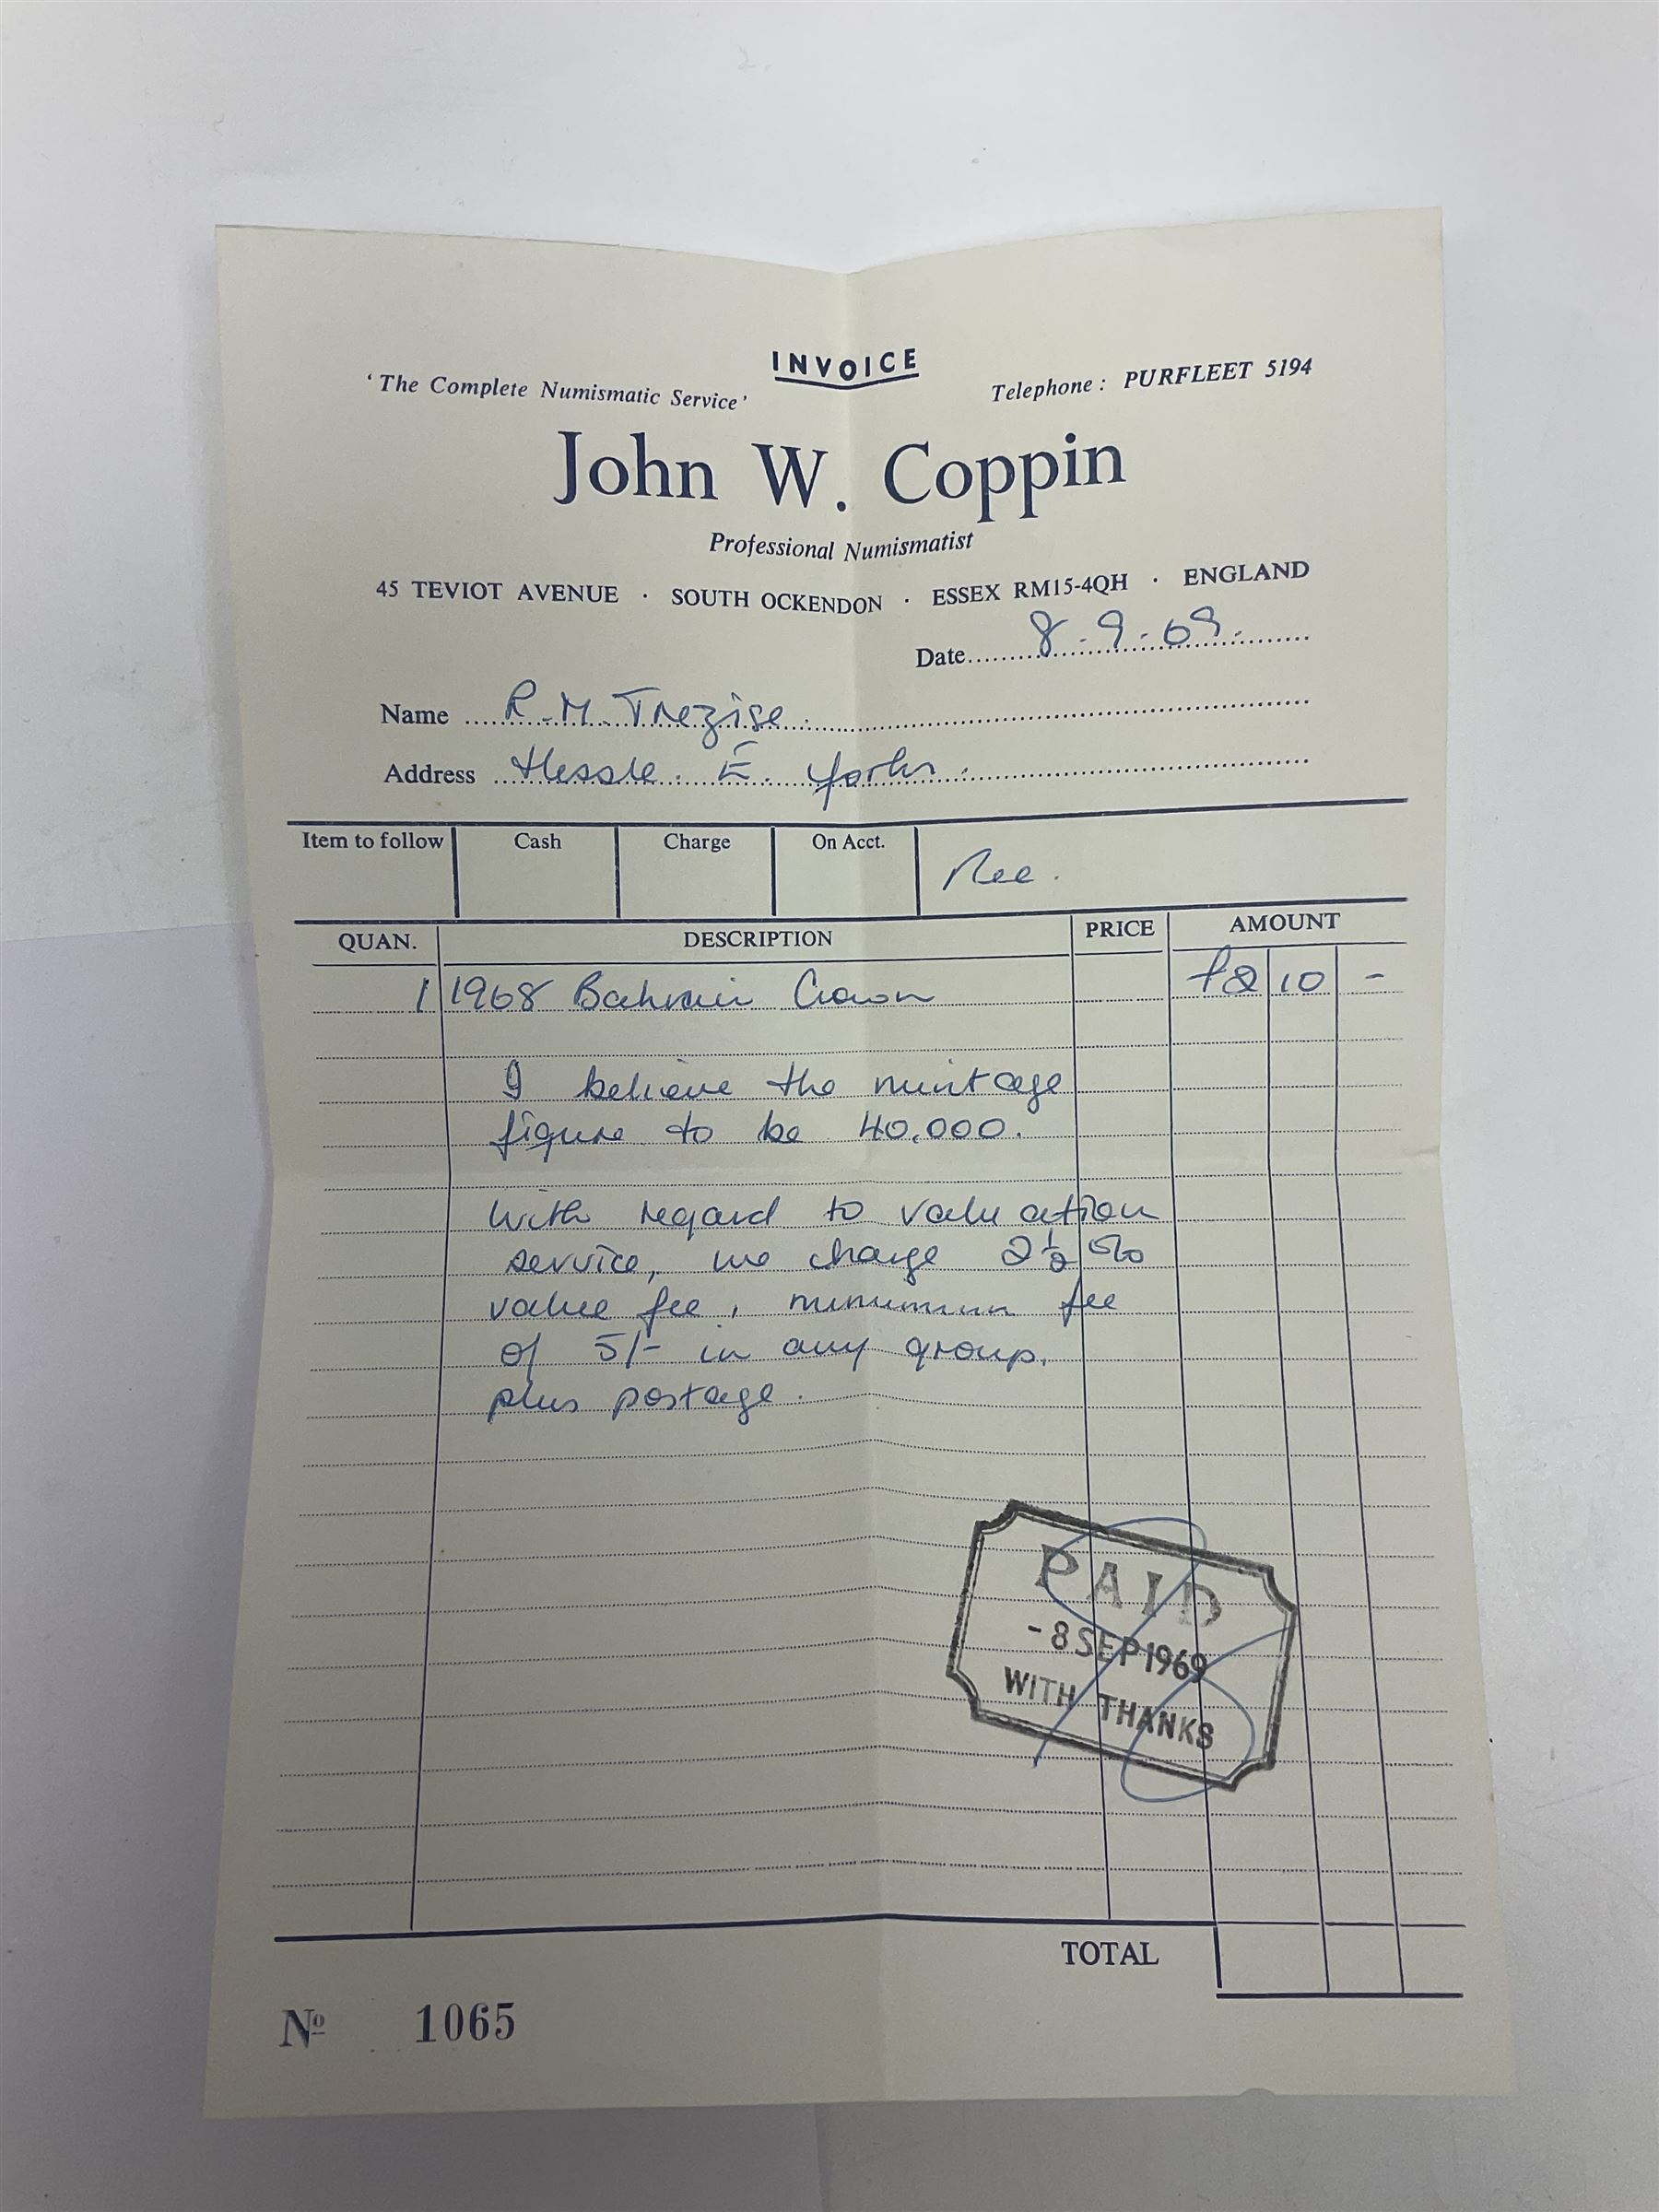 INVOICE
'The Complete Numismatic Service'
Telephone: PURFLEET 5194
John W. Coppin
Professional Numismatist
45 TEVIOT AVENUE · SOUTH OCKENDON · ESSEX RM15-4QH · ENGLAND
Date 8.9.69.
Name R.M. Trezise.
Address Hessle. E. Yorks.
Item to follow Cash Charge On Acct. Rec.
QUAN. DESCRIPTION PRICE AMOUNT
1 1968 Bahrain Crown £2 10 -
I believe the mintage
figure to be 40,000.
With regard to valuation
service, we charge 2½ %
value fee, minimum fee
of 5/- in any group,
plus postage.
PAID
-8 SEP 1969
WITH THANKS
TOTAL
Nº 1065